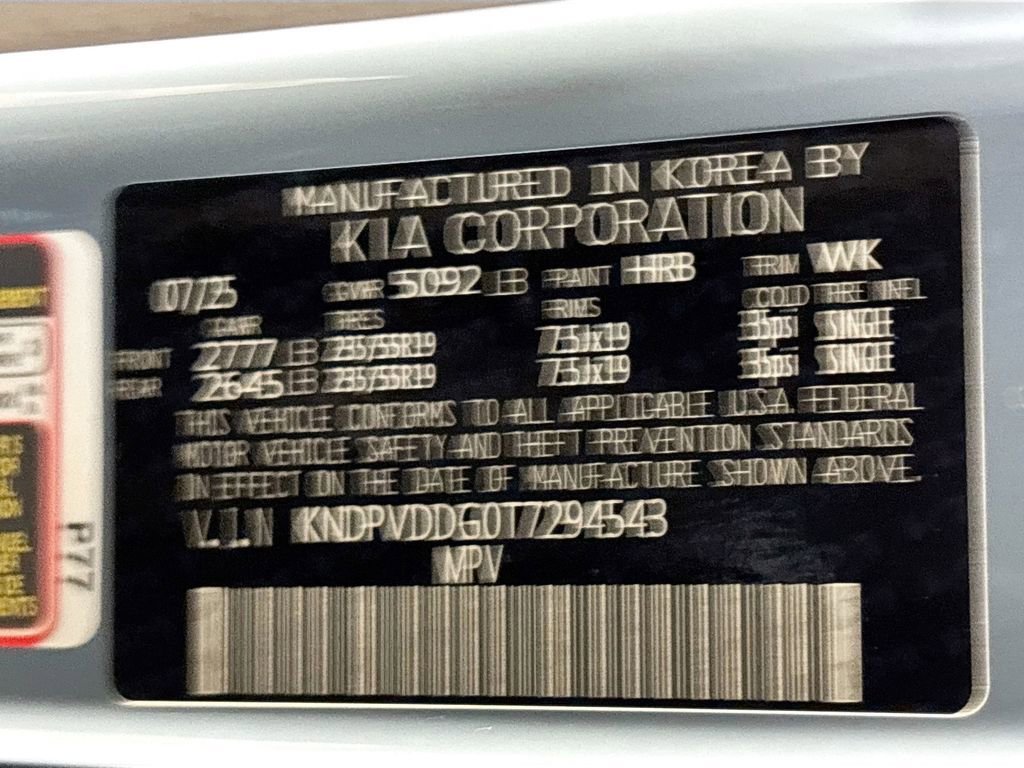 MANUFACTURED IN KOREA BY
KIA CORPORATION
07/25 GVWR 5092 LB PAINT HRB TRIM WK
GAWR TIRES RIMS COLD TIRE INFL
FRONT 2777 LB 235/55R19 7.5Jx19 35psi SINGLE
REAR 2645 LB 235/55R19 7.5Jx19 35psi SINGLE
THIS VEHICLE CONFORMS TO ALL APPLICABLE U.S.A. FEDERAL
MOTOR VEHICLE SAFETY AND THEFT PREVENTION STANDARDS
IN EFFECT ON THE DATE OF MANUFACTURE SHOWN ABOVE.
V.I.N KNDPVDDG0T7294543
MPV
P77